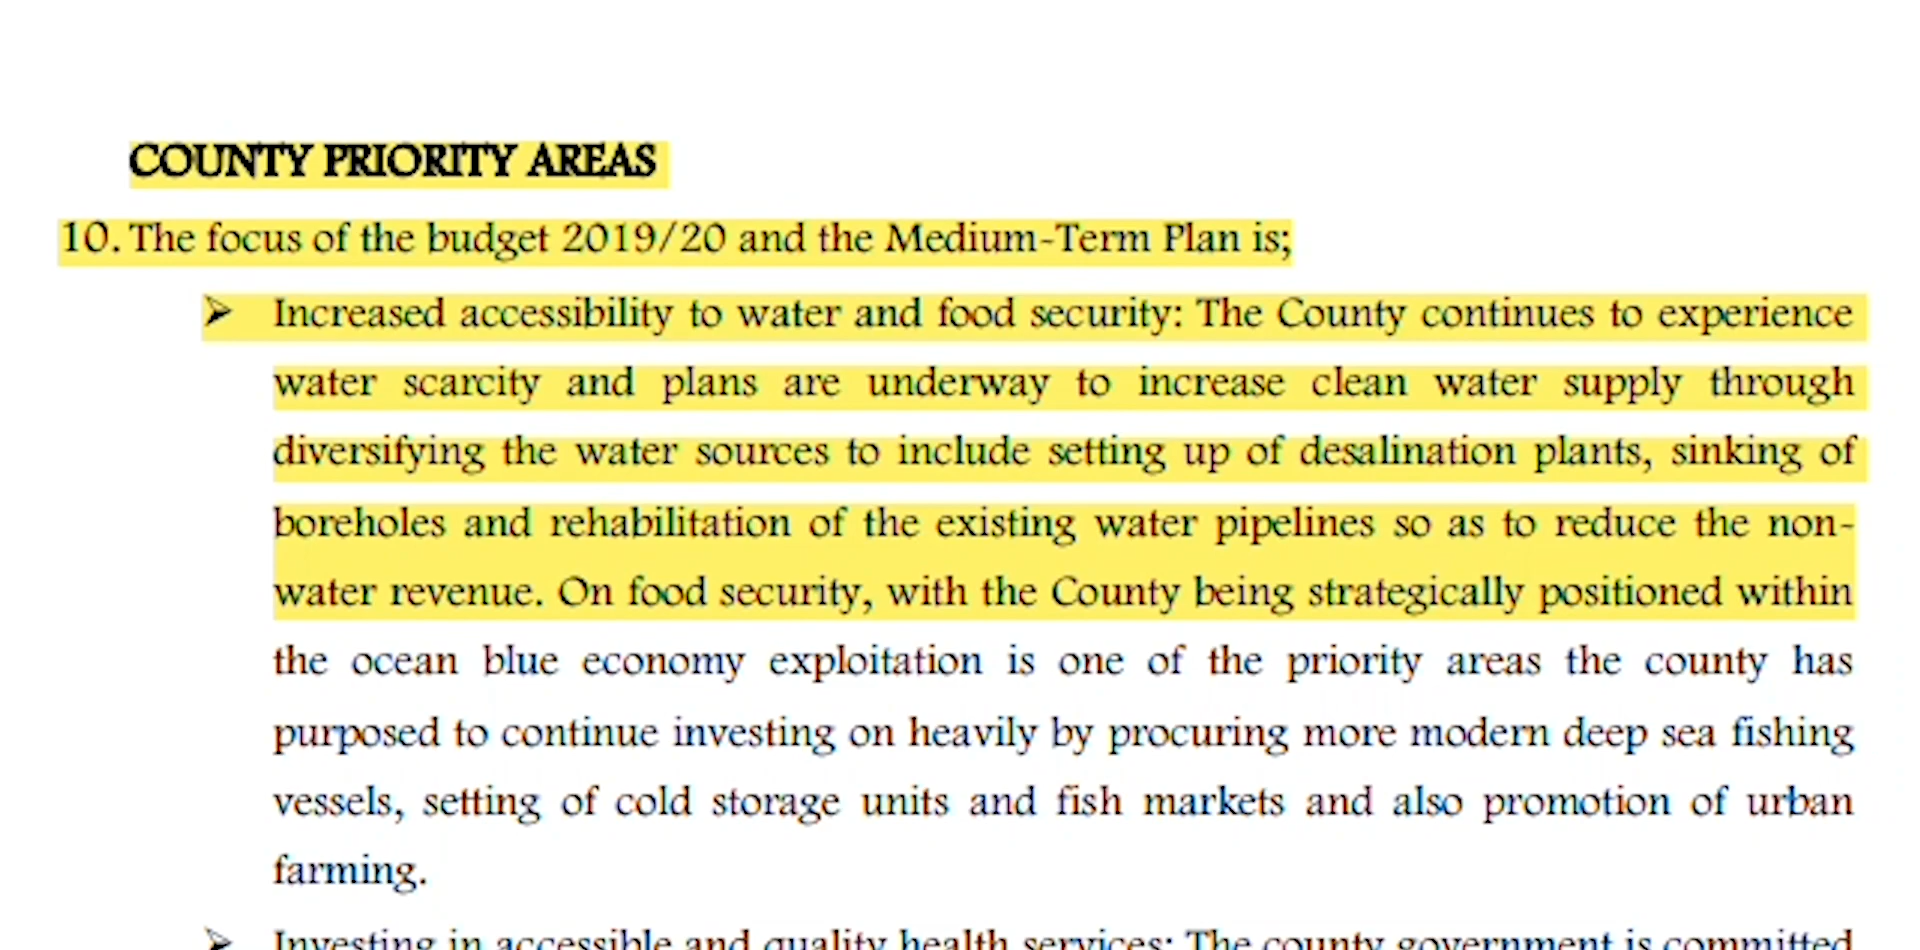 COUNTY PRIORITY AREAS
10. The focus of the budget 2019/20 and the Medium-Term Plan is;
➢ Increased accessibility to water and food security: The County continues to experience
water scarcity and plans are underway to increase clean water supply through
diversifying the water sources to include setting up of desalination plants, sinking of
boreholes and rehabilitation of the existing water pipelines so as to reduce the non-
water revenue. On food security, with the County being strategically positioned within
the ocean blue economy exploitation is one of the priority areas the county has
purposed to continue investing on heavily by procuring more modern deep sea fishing
vessels, setting of cold storage units and fish markets and also promotion of urban
farming.
➢ Investing in accessible and quality health services: The county government is committed